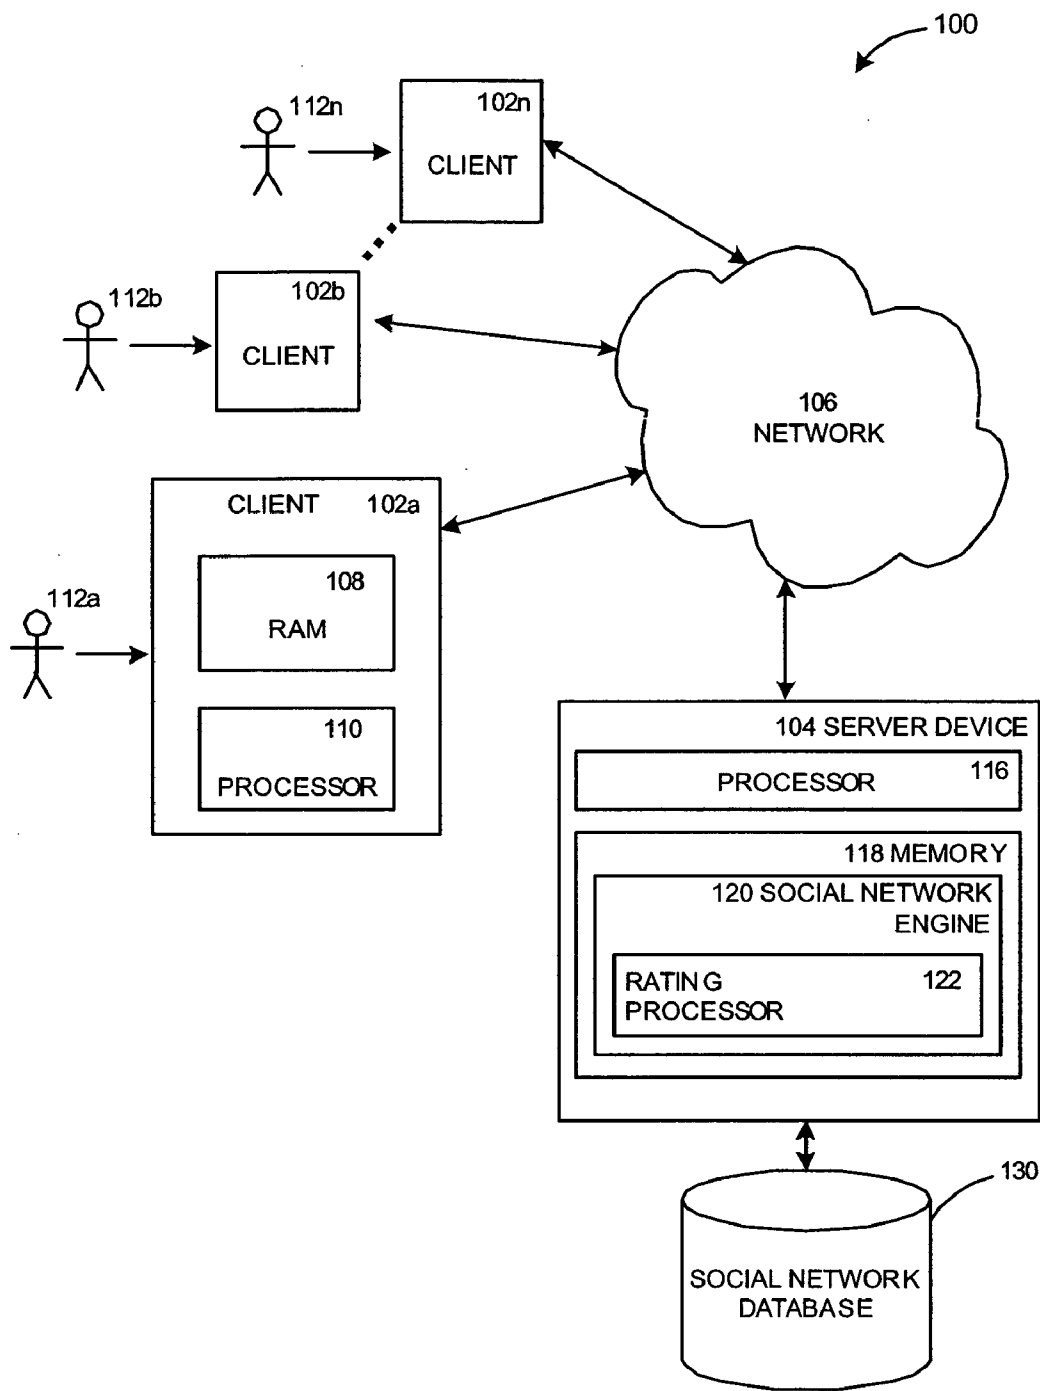 100
112n
102n
CLIENT
112b
102b
CLIENT
106
NETWORK
CLIENT 102a
108
RAM
112a
110
PROCESSOR
104 SERVER DEVICE
PROCESSOR 116
118 MEMORY
120 SOCIAL NETWORK
ENGINE
RATING 122
PROCESSOR
130
SOCIAL NETWORK
DATABASE